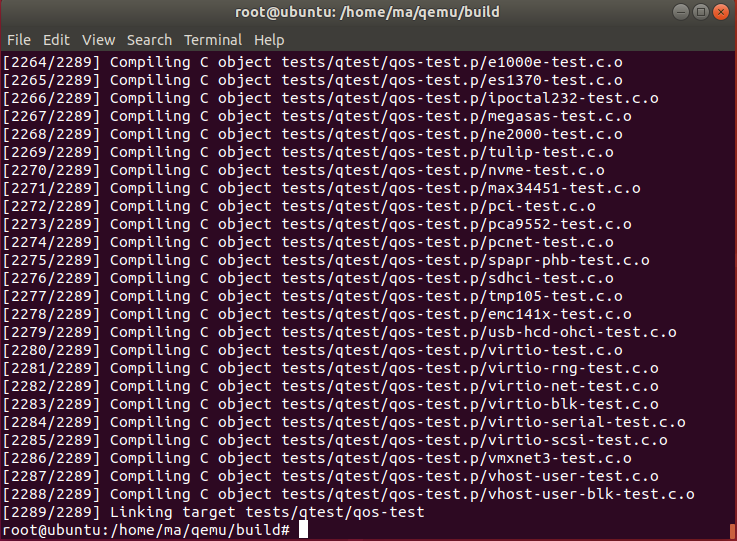 root@ubuntu: /home/ma/qemu/build
File Edit View Search Terminal Help
[2264/2289] Compiling C object tests/qtest/qos-test.p/e1000e-test.c.o
[2265/2289] Compiling C object tests/qtest/qos-test.p/es1370-test.c.o
[2266/2289] Compiling C object tests/qtest/qos-test.p/ipoctal232-test.c.o
[2267/2289] Compiling C object tests/qtest/qos-test.p/megasas-test.c.o
[2268/2289] Compiling C object tests/qtest/qos-test.p/ne2000-test.c.o
[2269/2289] Compiling C object tests/qtest/qos-test.p/tulip-test.c.o
[2270/2289] Compiling C object tests/qtest/qos-test.p/nvme-test.c.o
[2271/2289] Compiling C object tests/qtest/qos-test.p/max34451-test.c.o
[2272/2289] Compiling C object tests/qtest/qos-test.p/pci-test.c.o
[2273/2289] Compiling C object tests/qtest/qos-test.p/pca9552-test.c.o
[2274/2289] Compiling C object tests/qtest/qos-test.p/pcnet-test.c.o
[2275/2289] Compiling C object tests/qtest/qos-test.p/spapr-phb-test.c.o
[2276/2289] Compiling C object tests/qtest/qos-test.p/sdhci-test.c.o
[2277/2289] Compiling C object tests/qtest/qos-test.p/tmp105-test.c.o
[2278/2289] Compiling C object tests/qtest/qos-test.p/emc141x-test.c.o
[2279/2289] Compiling C object tests/qtest/qos-test.p/usb-hcd-ohci-test.c.o
[2280/2289] Compiling C object tests/qtest/qos-test.p/virtio-test.c.o
[2281/2289] Compiling C object tests/qtest/qos-test.p/virtio-rng-test.c.o
[2282/2289] Compiling C object tests/qtest/qos-test.p/virtio-net-test.c.o
[2283/2289] Compiling C object tests/qtest/qos-test.p/virtio-blk-test.c.o
[2284/2289] Compiling C object tests/qtest/qos-test.p/virtio-serial-test.c.o
[2285/2289] Compiling C object tests/qtest/qos-test.p/virtio-scsi-test.c.o
[2286/2289] Compiling C object tests/qtest/qos-test.p/vmxnet3-test.c.o
[2287/2289] Compiling C object tests/qtest/qos-test.p/vhost-user-test.c.o
[2288/2289] Compiling C object tests/qtest/qos-test.p/vhost-user-blk-test.c.o
[2289/2289] Linking target tests/qtest/qos-test
root@ubuntu:/home/ma/qemu/build#